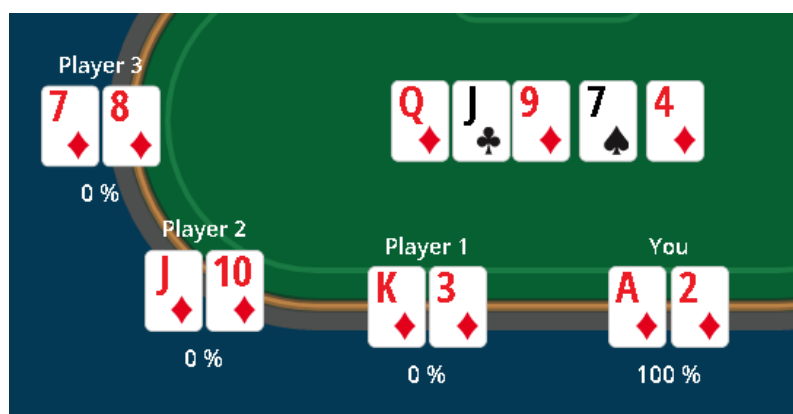 Player 3
7 8
0 %
Q J 9 7 4
Player 2
J 10
0 %
Player 1
K 3
0 %
You
A 2
100 %